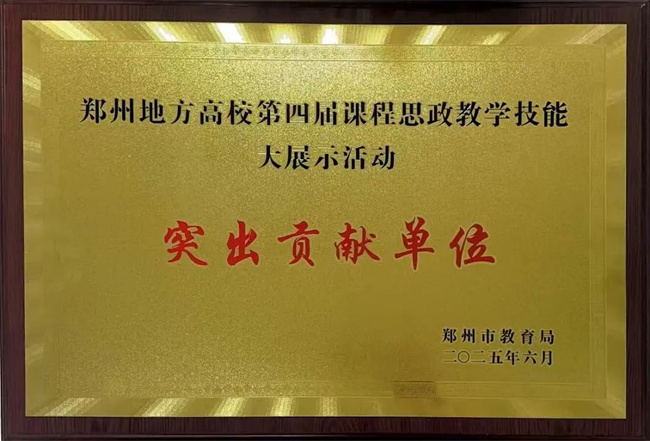 郑州地方高校第四届课程思政教学技能
大展示活动
突出贡献单位
郑州市教育局
二〇二五年六月